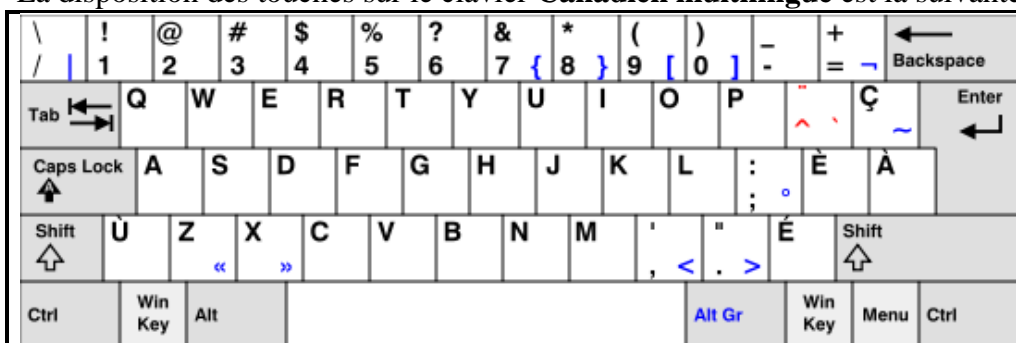 La disposition des touches sur le clavier Canadien multilingue est la suivante
\ ! @ # $ % ? & * ( ) _ +
/ | 1 2 3 4 5 6 7 { 8 } 9 [ 0 ] - = ¬ Backspace
Tab Q W E R T Y U I O P ¨ ^ ` Ç ~ Enter
Caps Lock A S D F G H J K L : ; ° È À
Shift Ù Z « X » C V B N M ' , < " . > É Shift
Ctrl Win Key Alt Alt Gr Win Key Menu Ctrl